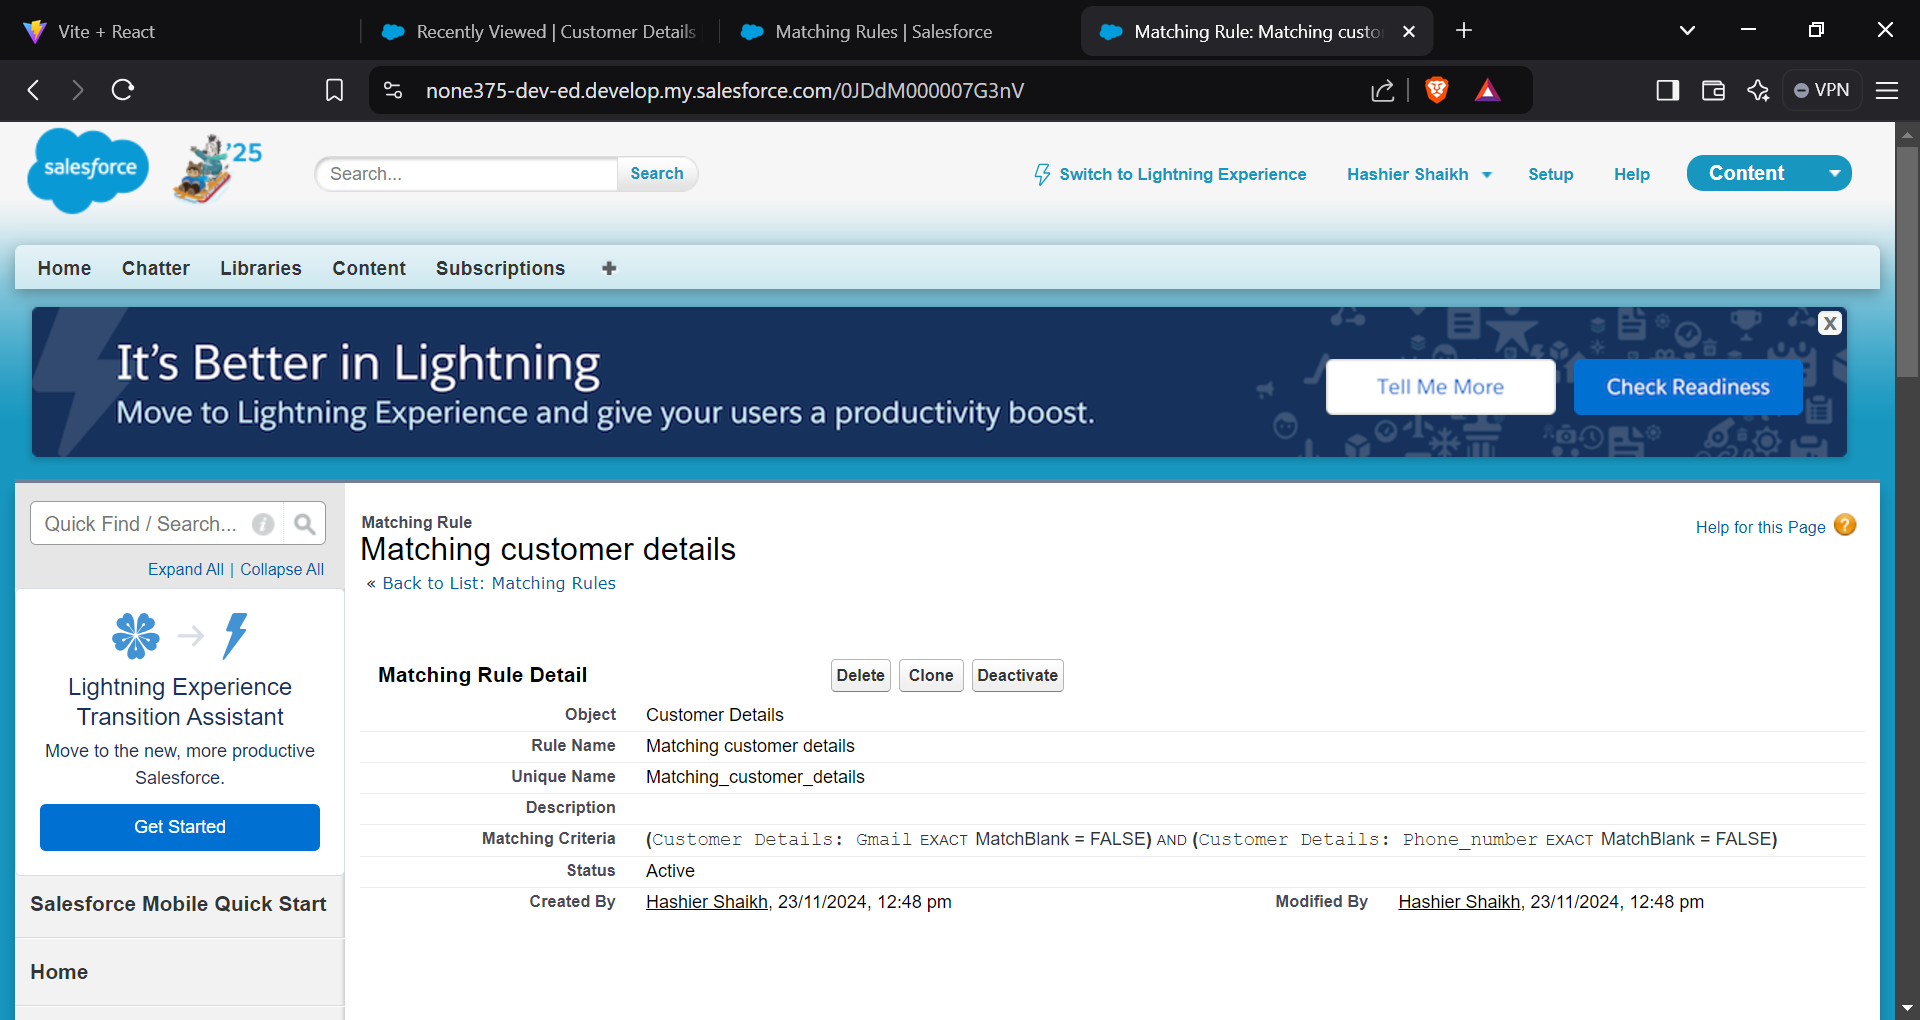 Vite + React
Recently Viewed | Customer Details
Matching Rules | Salesforce
Matching Rule: Matching custo
none375-dev-ed.develop.my.salesforce.com/0JDdM000007G3nV
VPN
salesforce
'25
Search...
Search
Switch to Lightning Experience
Hashier Shaikh
Setup
Help
Content
Home
Chatter
Libraries
Content
Subscriptions
It's Better in Lightning
Move to Lightning Experience and give your users a productivity boost.
Tell Me More
Check Readiness
X
Quick Find / Search...
Expand All | Collapse All
Lightning Experience
Transition Assistant
Move to the new, more productive
Salesforce.
Get Started
Salesforce Mobile Quick Start
Home
Matching Rule
Matching customer details
« Back to List: Matching Rules
Help for this Page
Matching Rule Detail
Delete
Clone
Deactivate
Object Customer Details
Rule Name Matching customer details
Unique Name Matching_customer_details
Description
Matching Criteria (Customer Details: Gmail EXACT MatchBlank = FALSE) AND (Customer Details: Phone_number EXACT MatchBlank = FALSE)
Status Active
Created By Hashier Shaikh, 23/11/2024, 12:48 pm Modified By Hashier Shaikh, 23/11/2024, 12:48 pm